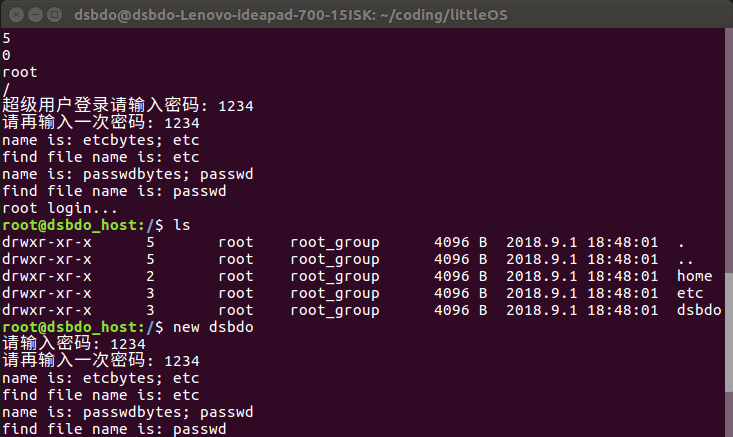 dsbdo@dsbdo-Lenovo-ideapad-700-15ISK: ~/coding/littleOS
5
0
root
/
超级用户登录请输入密码: 1234
请再输入一次密码: 1234
name is: etcbytes; etc
find file name is: etc
name is: passwdbytes; passwd
find file name is: passwd
root login...
root@dsbdo_host:/$ ls
drwxr-xr-x 5 root root_group 4096 B 2018.9.1 18:48:01 .
drwxr-xr-x 5 root root_group 4096 B 2018.9.1 18:48:01 ..
drwxr-xr-x 2 root root_group 4096 B 2018.9.1 18:48:01 home
drwxr-xr-x 3 root root_group 4096 B 2018.9.1 18:48:01 etc
drwxr-xr-x 3 root root_group 4096 B 2018.9.1 18:48:01 dsbdo
root@dsbdo_host:/$ new dsbdo
请输入密码: 1234
请再输入一次密码: 1234
name is: etcbytes; etc
find file name is: etc
name is: passwdbytes; passwd
find file name is: passwd